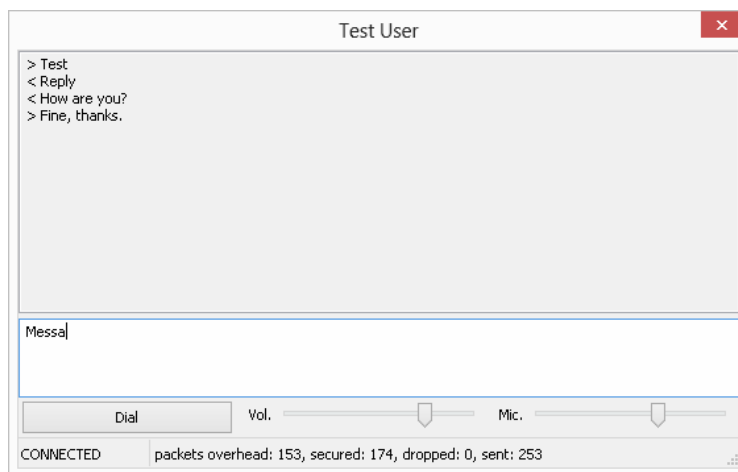 Test User
> Test
< Reply
< How are you?
> Fine, thanks.
Messa
Dial Vol. Mic.
CONNECTED packets overhead: 153, secured: 174, dropped: 0, sent: 253